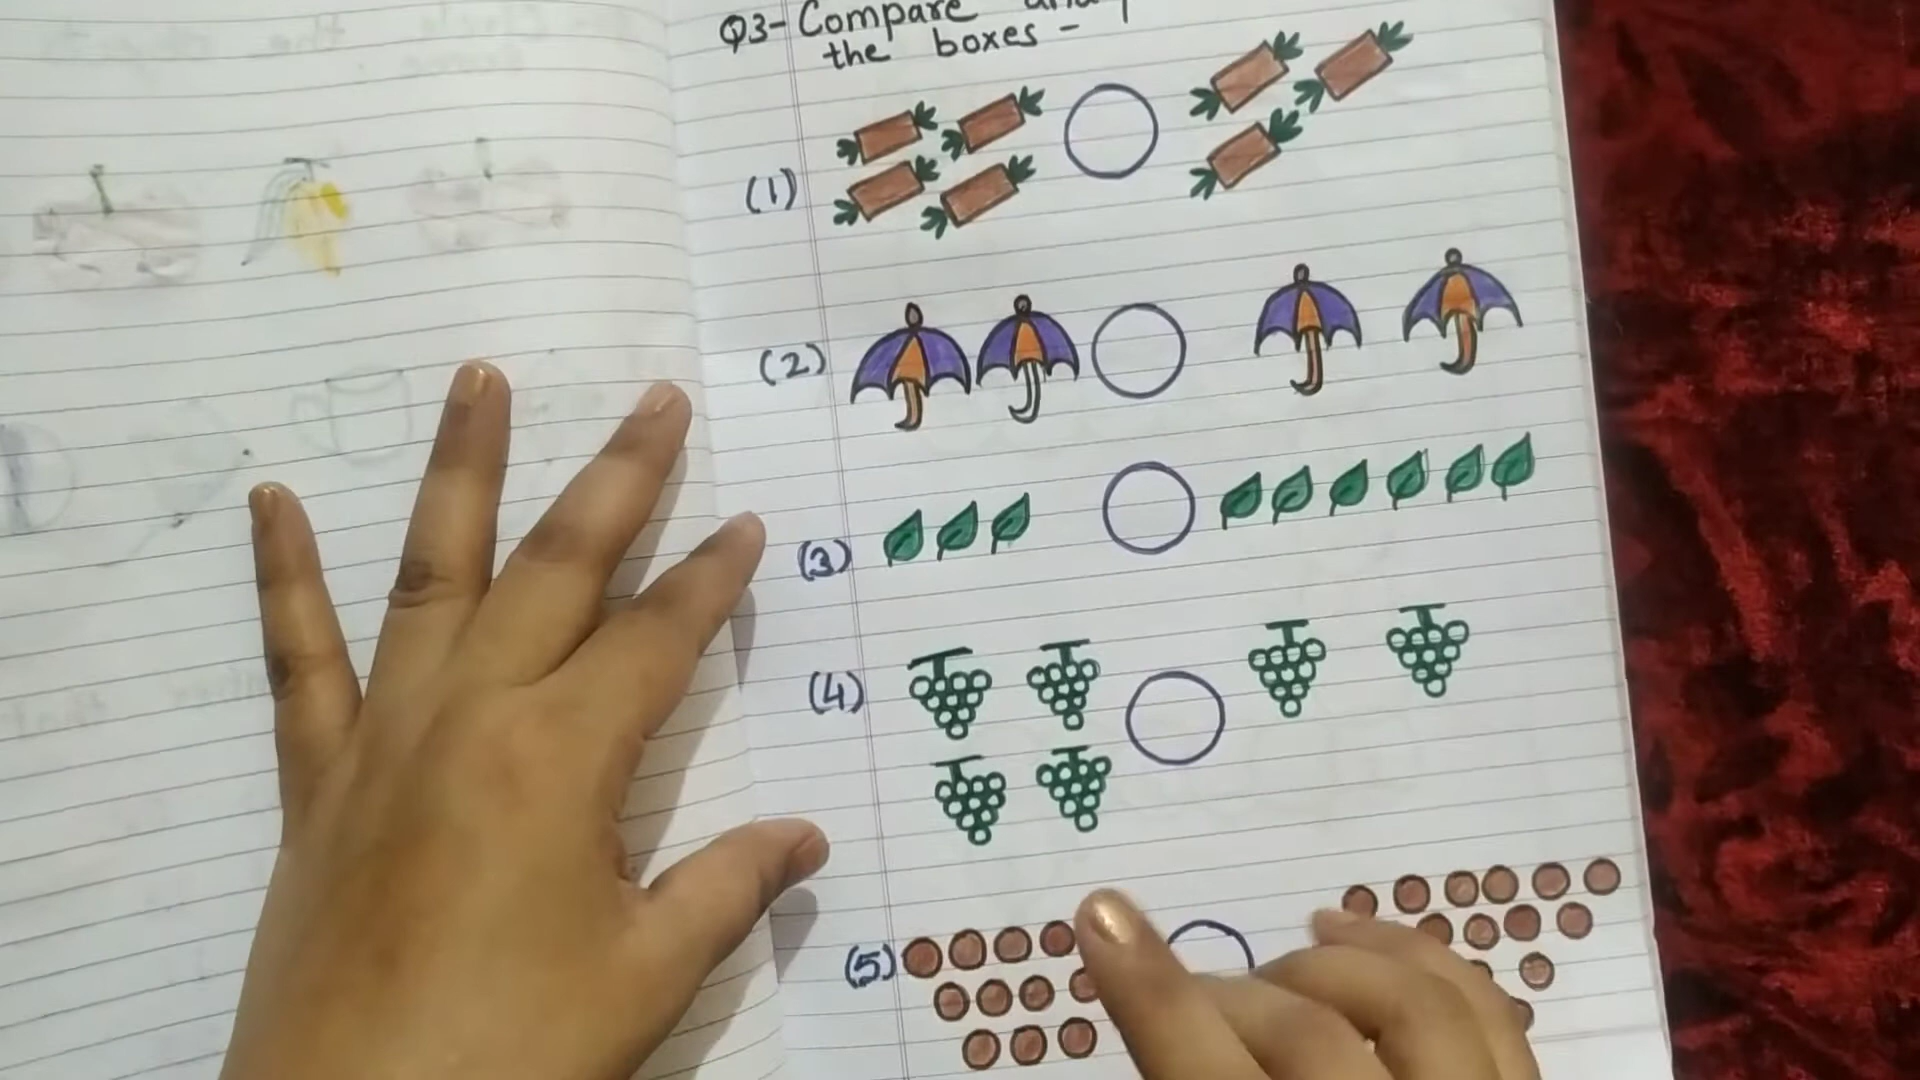 Q3- Compare
the boxes -
(1)
(2)
(3)
(4)
(5)